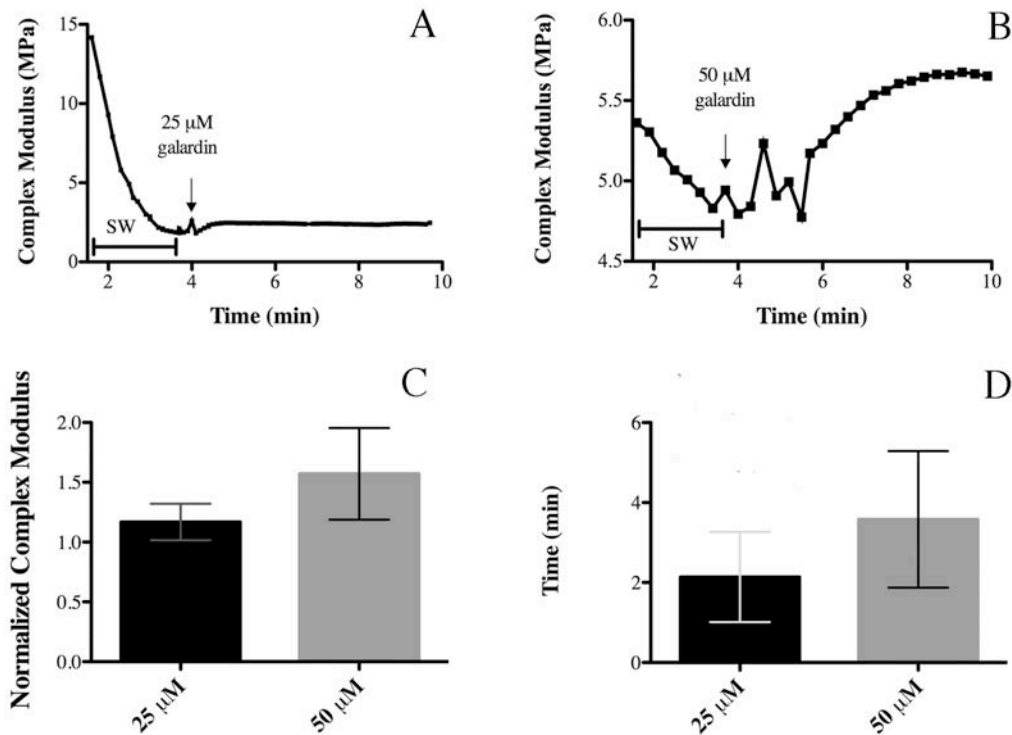 A
Complex Modulus (MPa)
15
10
5
0
25 μM
galardin
SW
2 4 6 8 10
Time (min)
B
Complex Modulus (MPa)
6.0
5.5
5.0
4.5
50 μM
galardin
SW
2 4 6 8 10
Time (min)
C
Normalized Complex Modulus
2.0
1.5
1.0
0.5
0.0
25 μM
50 μM
D
Time (min)
6
4
2
0
25 μM
50 μM